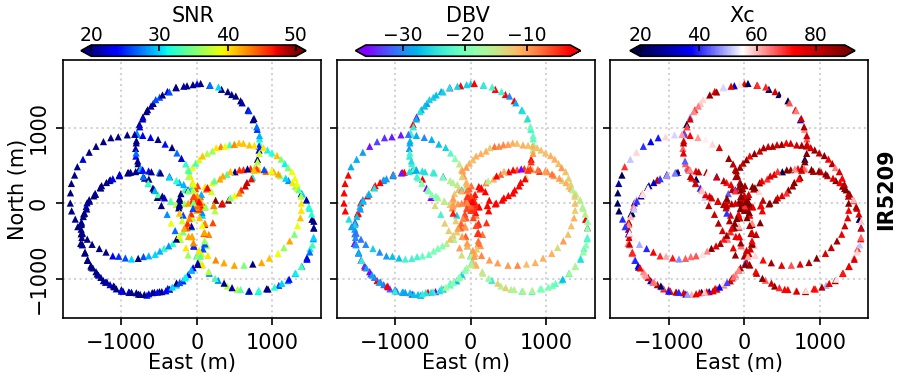 SNR DBV Xc
20 30 40 50 −30 −20 −10 20 40 60 80
North (m)
1000
0
−1000
IR5209
−1000 0 1000 −1000 0 1000 −1000 0 1000
East (m) East (m) East (m)